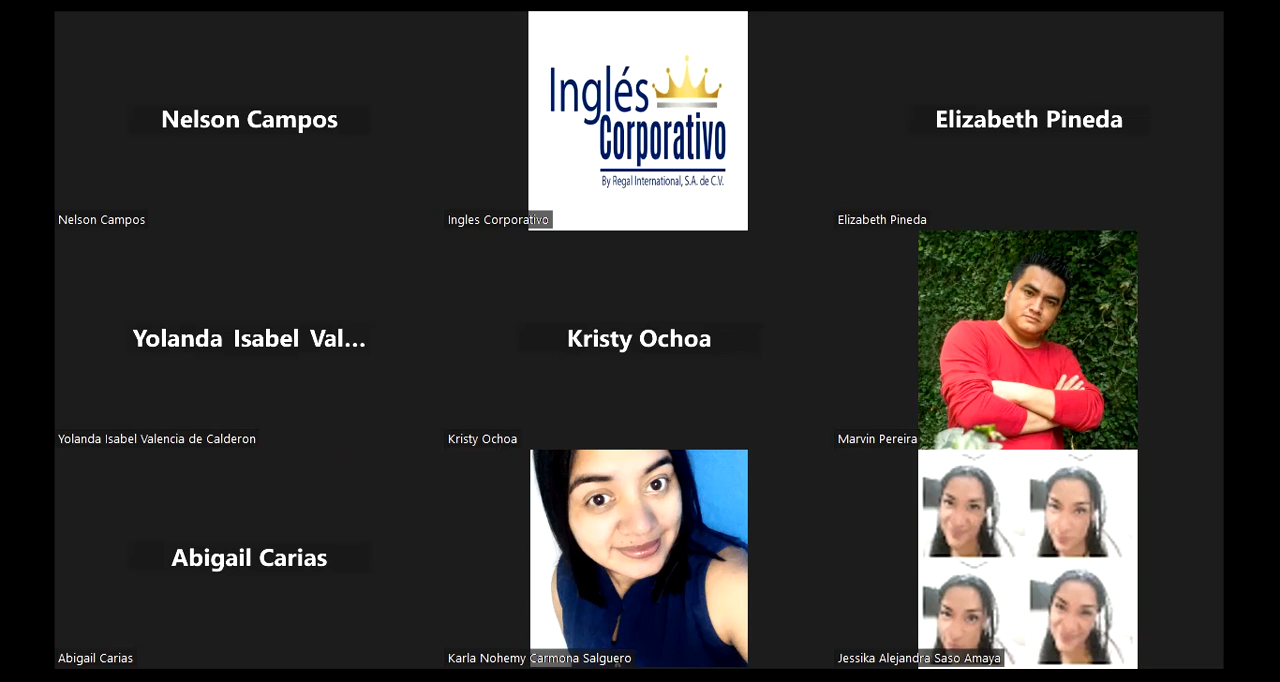 Nelson Campos
Nelson Campos
Inglés
Corporativo
By Regal International, S.A. de C.V.
Ingles Corporativo
Elizabeth Pineda
Elizabeth Pineda
Yolanda Isabel Val...
Yolanda Isabel Valencia de Calderon
Kristy Ochoa
Kristy Ochoa
Marvin Pereira
Abigail Carias
Abigail Carias
Karla Nohemy Carmona Salguero
Jessika Alejandra Saso Amaya